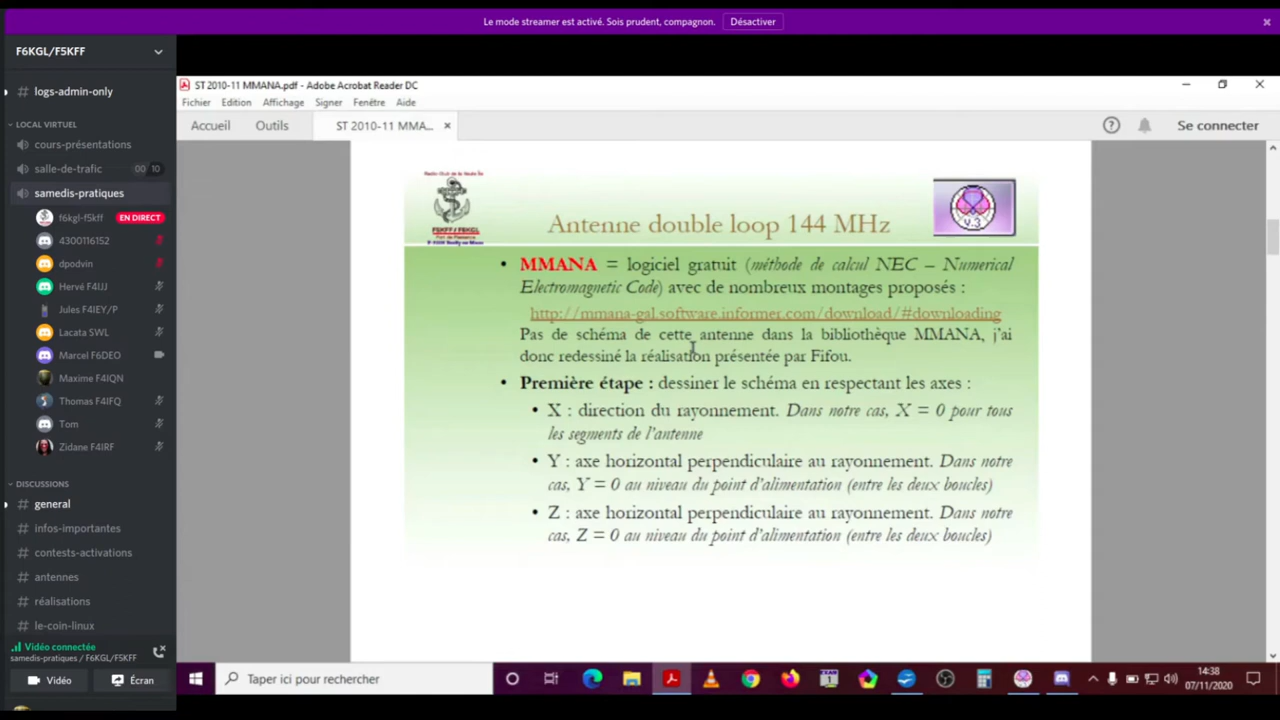 Le mode streamer est activé. Sois prudent, compagnon.
Désactiver
F6KGL/F5KFF
logs-admin-only
LOCAL VIRTUEL
cours-présentations
salle-de-trafic 00 10
samedis-pratiques
f6kgl-f5kff EN DIRECT
4300116152
dpodvin
Hervé F4IJJ
Jules F4IEY/P
Lacata SWL
Marcel F6DEO
Maxime F4IQN
Thomas F4IFQ
Tom
Zidane F4IRF
DISCUSSIONS
general
infos-importantes
contests-activations
antennes
réalisations
le-coin-linux
Vidéo connectée
samedis-pratiques / F6KGL/F5KFF
Vidéo
Écran
ST 2010-11 MMANA.pdf - Adobe Acrobat Reader DC
Fichier Edition Affichage Signer Fenêtre Aide
Accueil Outils ST 2010-11 MMA... × Se connecter
F5KFF / F6KGL
V.3
Antenne double loop 144 MHz
• MMANA = logiciel gratuit (méthode de calcul NEC – Numerical
Electromagnetic Code) avec de nombreux montages proposés :
http://mmana-gal.software.informer.com/download/#downloading
Pas de schéma de cette antenne dans la bibliothèque MMANA, j'ai
donc redessiné la réalisation présentée par Fifou.
• Première étape : dessiner le schéma en respectant les axes :
• X : direction du rayonnement. Dans notre cas, X = 0 pour tous
les segments de l'antenne
• Y : axe horizontal perpendiculaire au rayonnement. Dans notre
cas, Y = 0 au niveau du point d'alimentation (entre les deux boucles)
• Z : axe horizontal perpendiculaire au rayonnement. Dans notre
cas, Z = 0 au niveau du point d'alimentation (entre les deux boucles)
Taper ici pour rechercher
14:38
07/11/2020